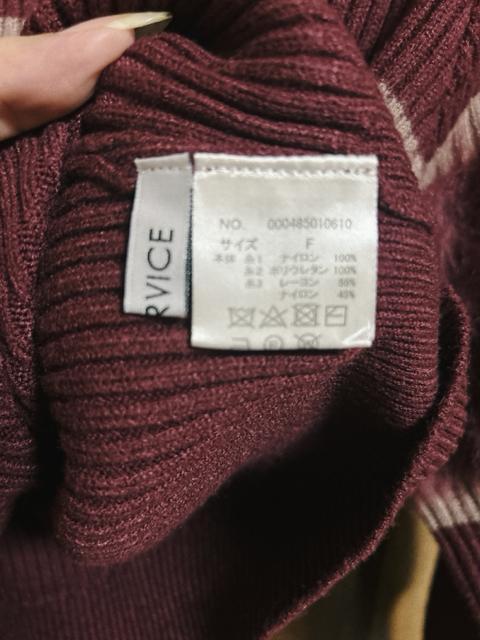 RVICE
NO. 000485010610
サイズ F
本体 糸1 ナイロン 100%
糸2 ポリウレタン 100%
糸3 レーヨン 55%
ナイロン 45%